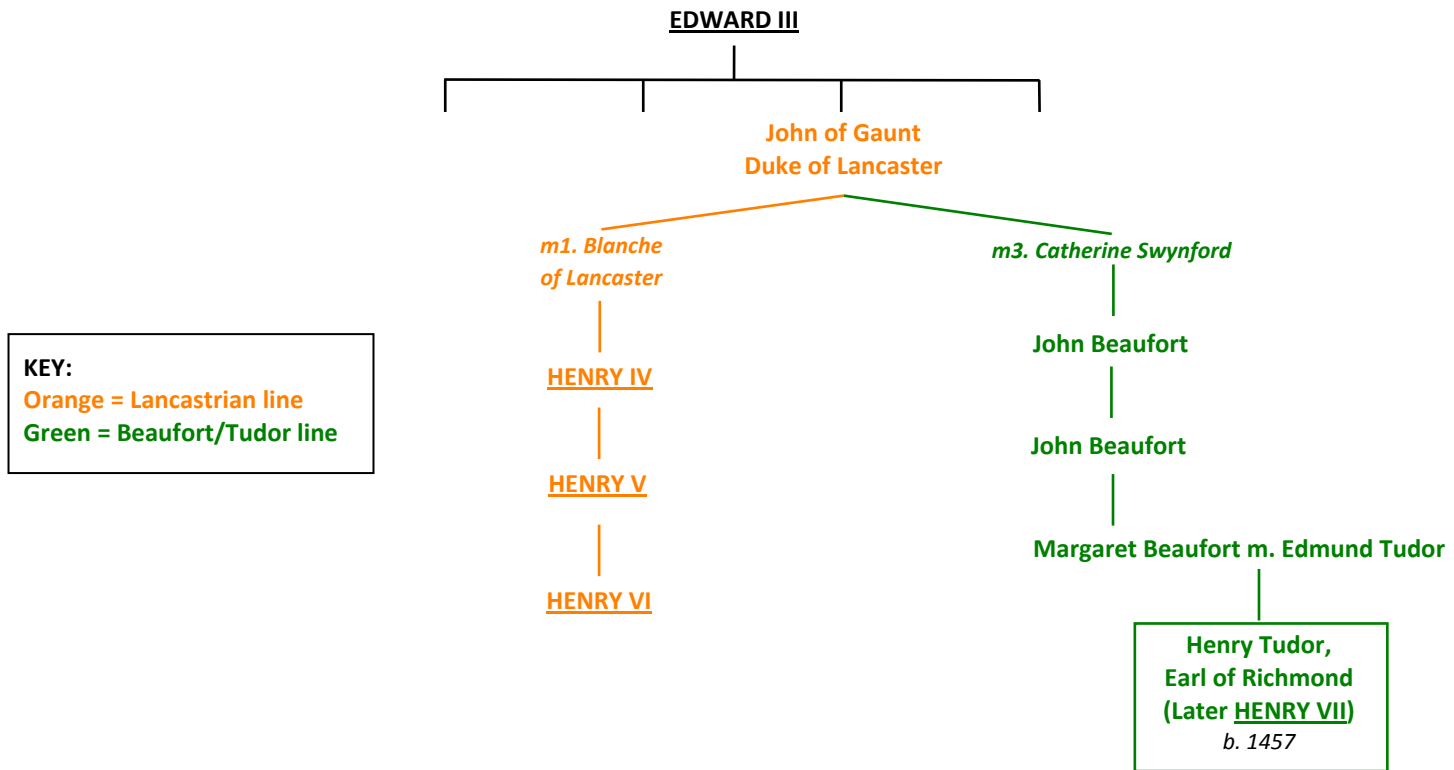 EDWARD III
John of Gaunt
Duke of Lancaster
m1. Blanche
of Lancaster
m3. Catherine Swynford
KEY:
Orange = Lancastrian line
Green = Beaufort/Tudor line
HENRY IV
HENRY V
HENRY VI
John Beaufort
John Beaufort
Margaret Beaufort m. Edmund Tudor
Henry Tudor,
Earl of Richmond
(Later HENRY VII)
b. 1457